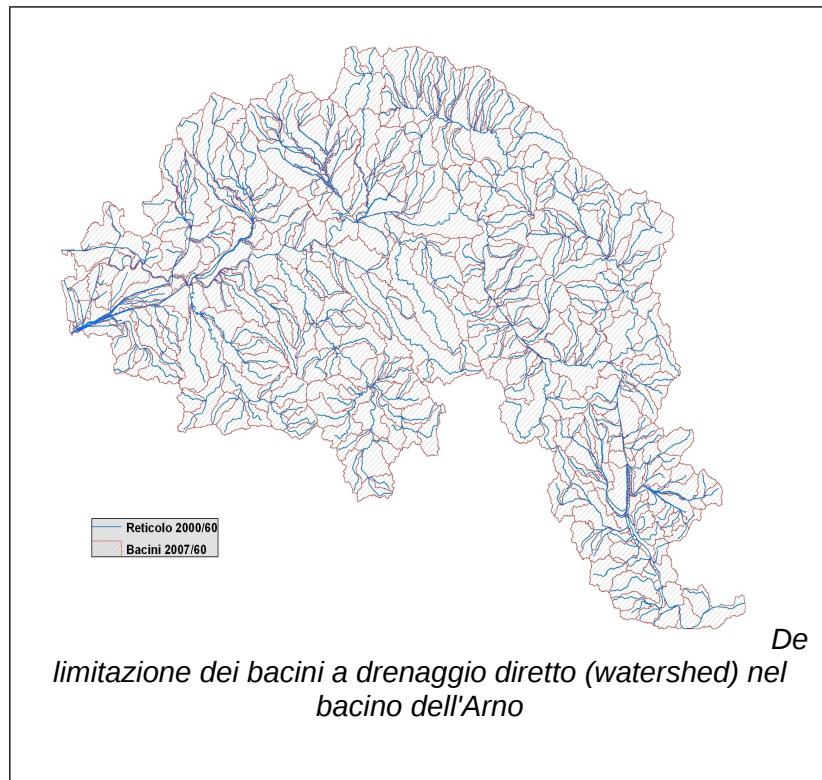 Reticolo 2000/60
Bacini 2007/60
De
limitazione dei bacini a drenaggio diretto (watershed) nel
bacino dell'Arno